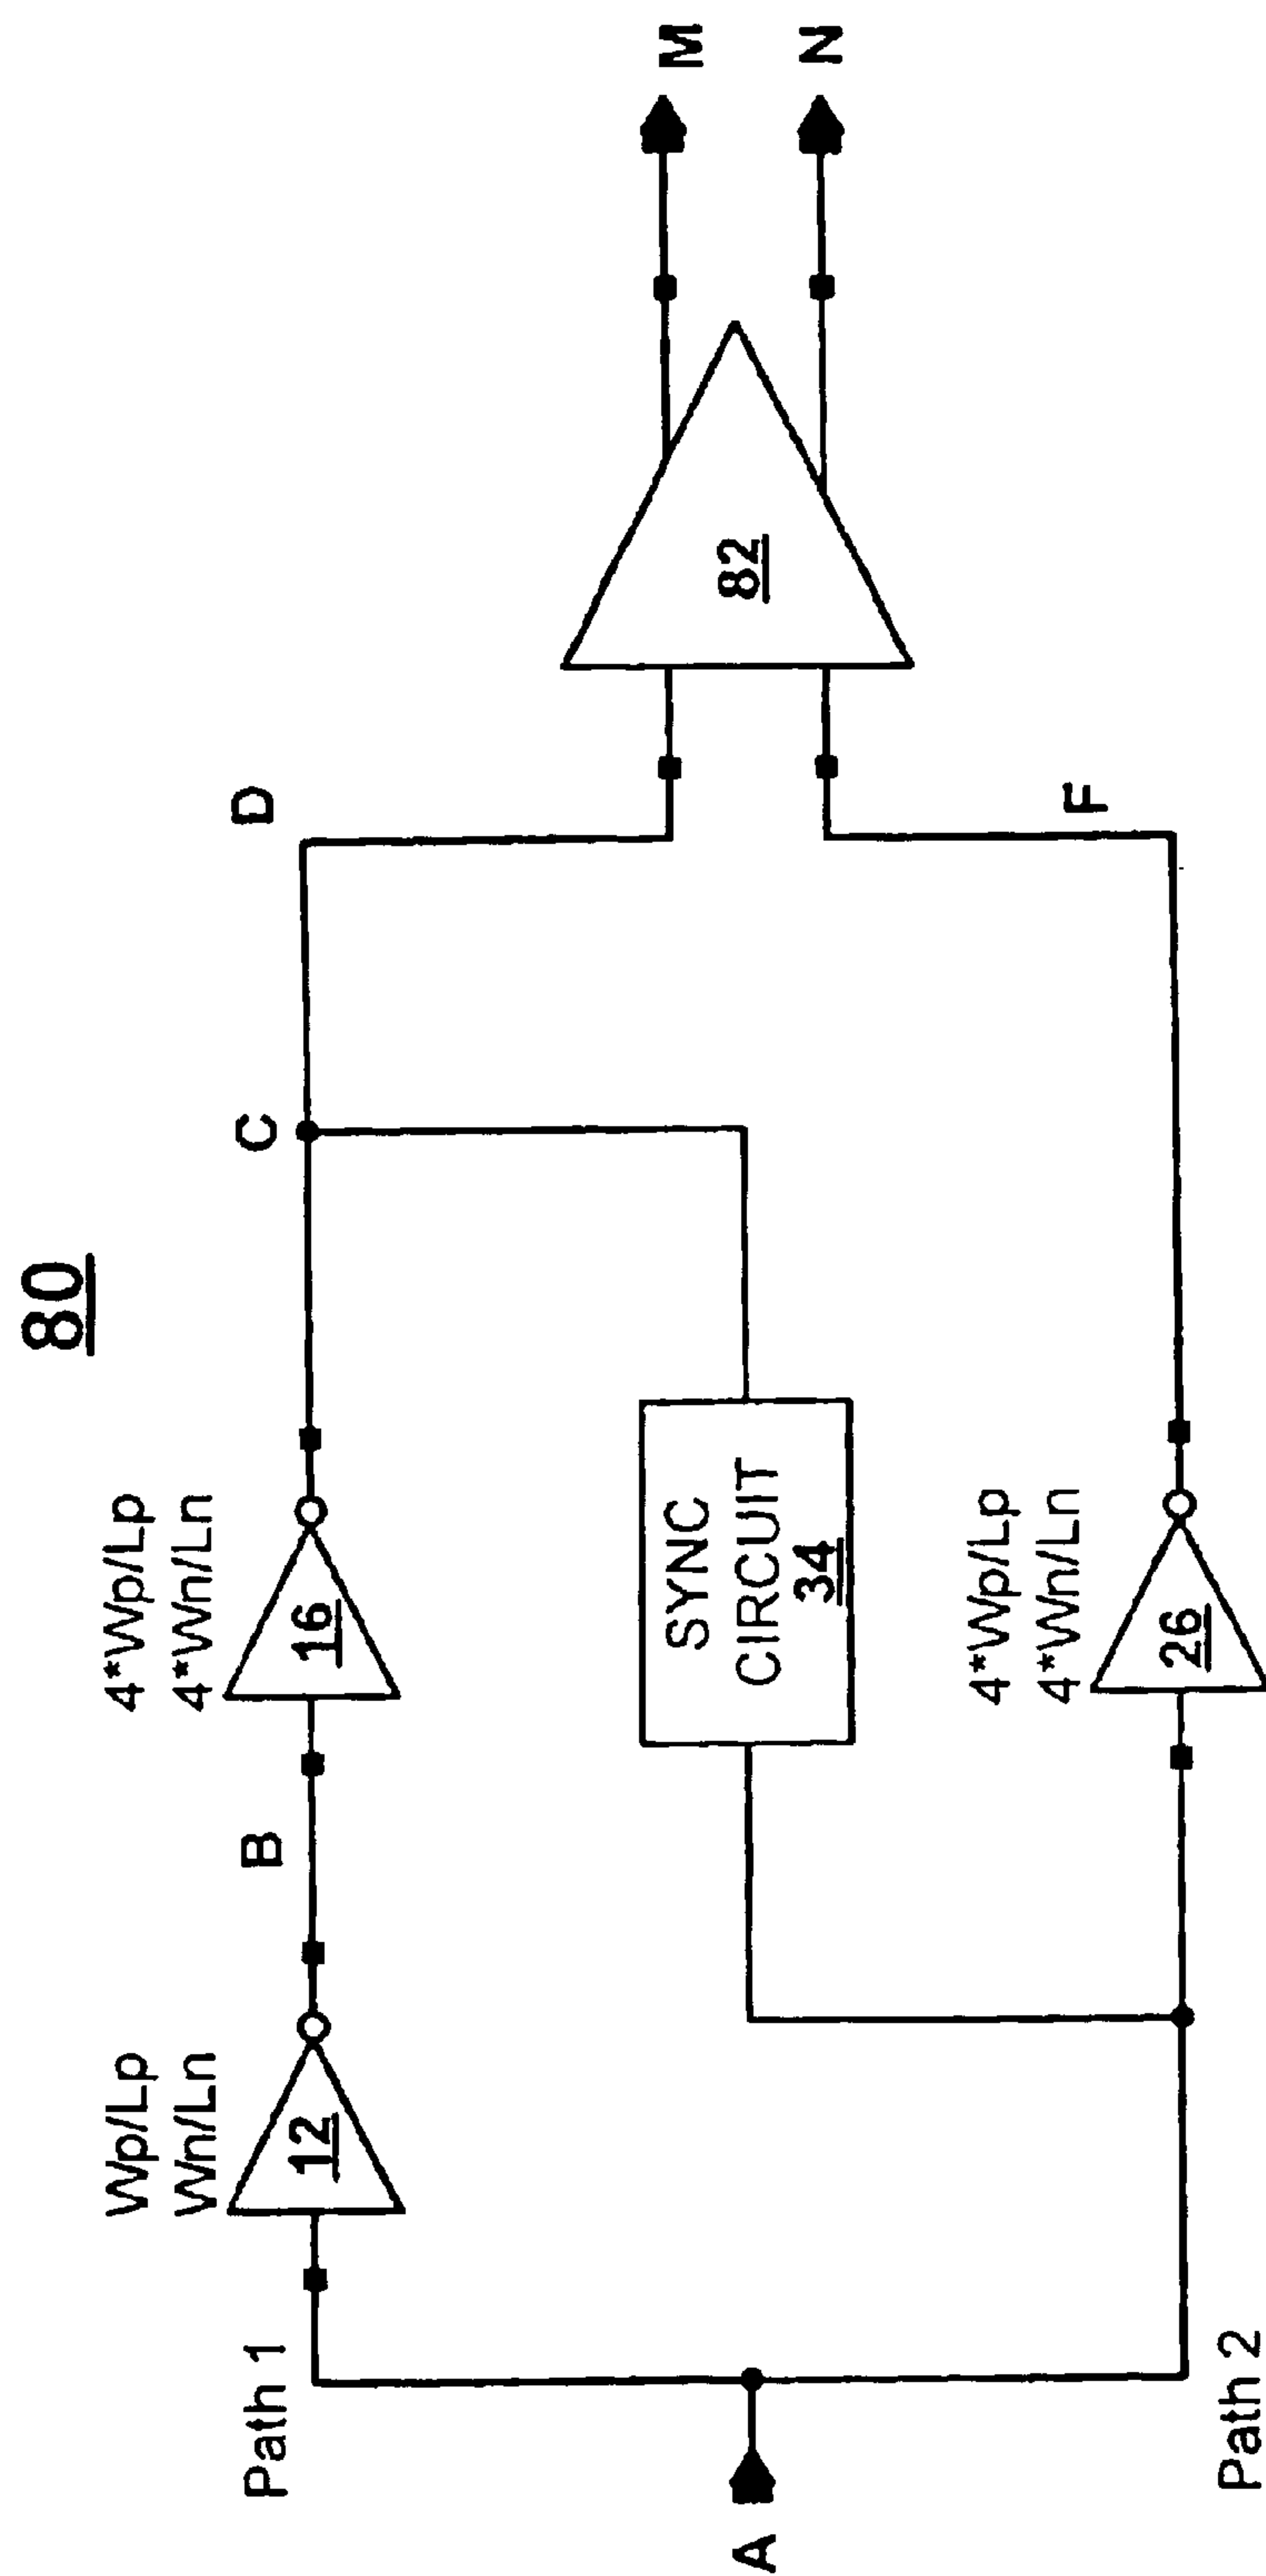 80
Path 1
Wp/Lp
Wn/Ln
12
B
4*Wp/Lp
4*Wn/Ln
16
C
D
A
SYNC
CIRCUIT
34
82
M
N
Path 2
4*Wp/Lp
4*Wn/Ln
26
F